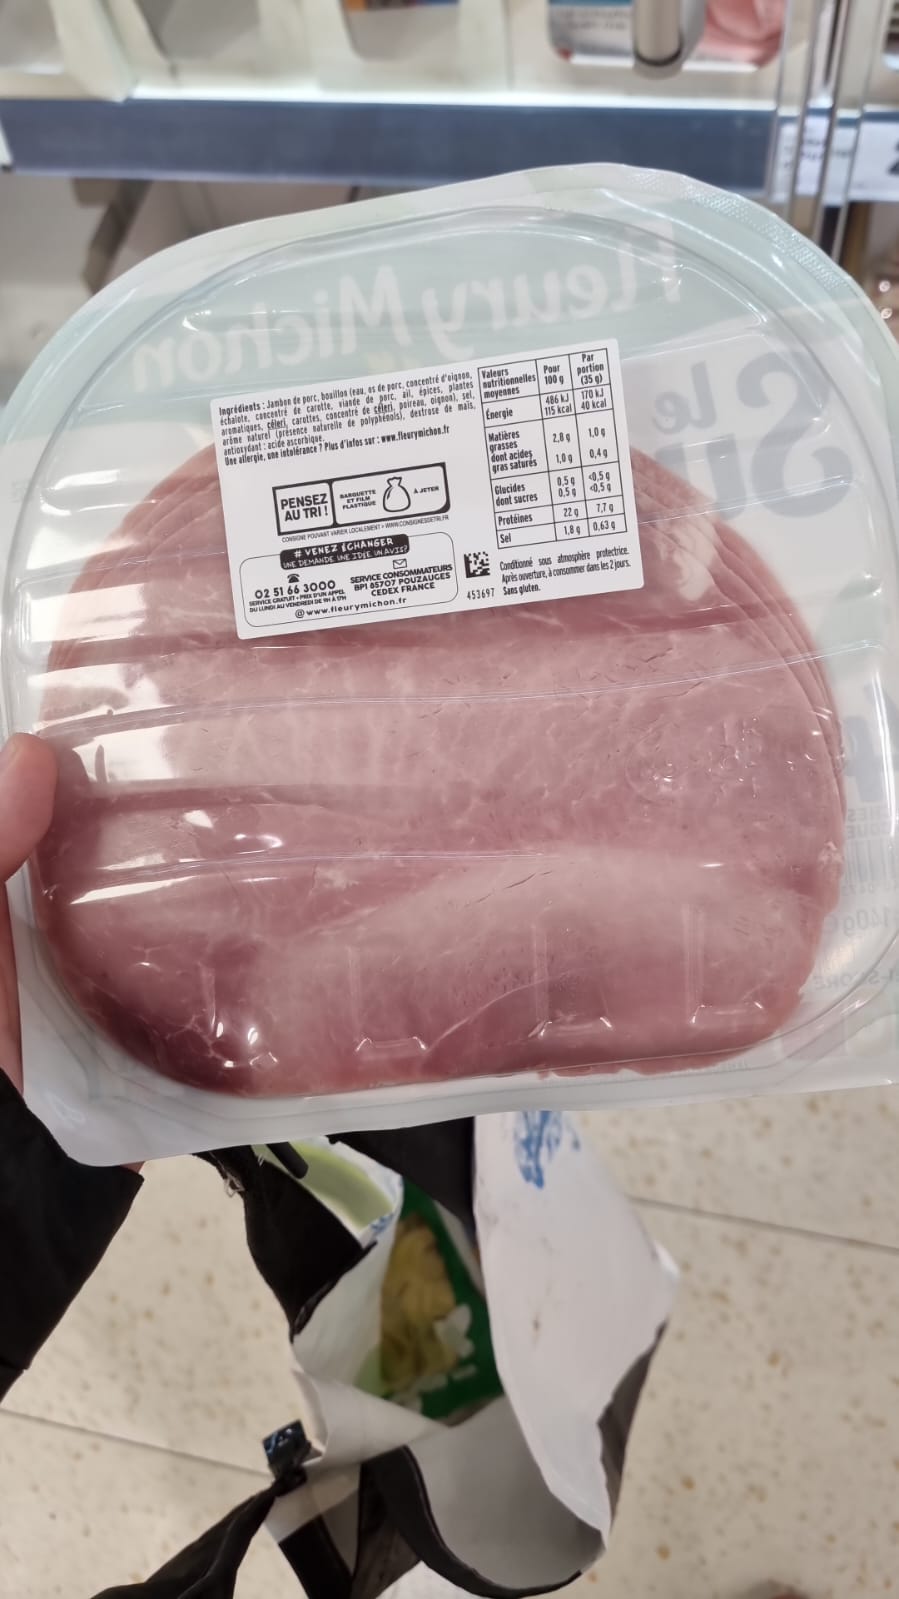 Fleury Michon
le
Ingrédients : Jambon de porc, bouillon (eau, os de porc, concentré d'oignon,
échalote, concentré de carotte, viande de porc, ail, épices, plantes
aromatiques, céleri, carottes, concentré de céleri, poireau, oignon), sel,
arôme naturel (présence naturelle de polyphénols), dextrose de maïs,
antioxydant : acide ascorbique.
Une allergie, une intolérance ? Plus d'infos sur : www.fleurymichon.fr
PENSEZ
AU TRI !
BARQUETTE
ET FILM
PLASTIQUE
À JETER
CONSIGNE POUVANT VARIER LOCALEMENT > WWW.CONSIGNESDETRI.FR
# VENEZ ÉCHANGER
UNE DEMANDE UNE IDÉE UN AVIS?
02 51 66 3000
SERVICE GRATUIT + PRIX D'UN APPEL
DU LUNDI AU VENDREDI DE 9H À 17H
SERVICE CONSOMMATEURS
BP1 85707 POUZAUGES
CEDEX FRANCE
@ www.fleurymichon.fr
Valeurs nutritionnelles moyennes Pour 100 g Par portion (35 g)
Énergie 486 kJ 115 kcal 170 kJ 40 kcal
Matières grasses 2,8 g 1,0 g
dont acides gras saturés 1,0 g 0,4 g
Glucides 0,5 g <0,5 g
dont sucres 0,5 g <0,5 g
Protéines 22 g 7,7 g
Sel 1,8 g 0,63 g
453697
Conditionné sous atmosphère protectrice.
Après ouverture, à consommer dans les 2 jours.
Sans gluten.
140g